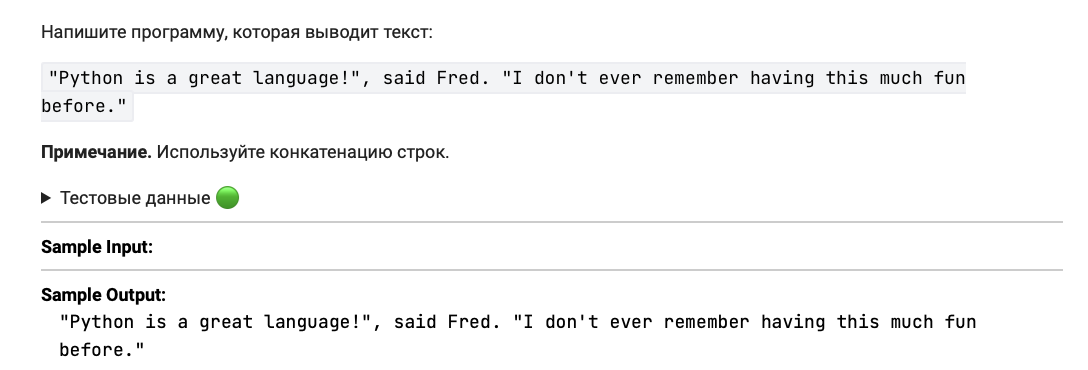 Напишите программу, которая выводит текст:
"Python is a great language!", said Fred. "I don't ever remember having this much fun
before."
Примечание. Используйте конкатенацию строк.
Тестовые данные
Sample Input:
Sample Output:
"Python is a great language!", said Fred. "I don't ever remember having this much fun
before."